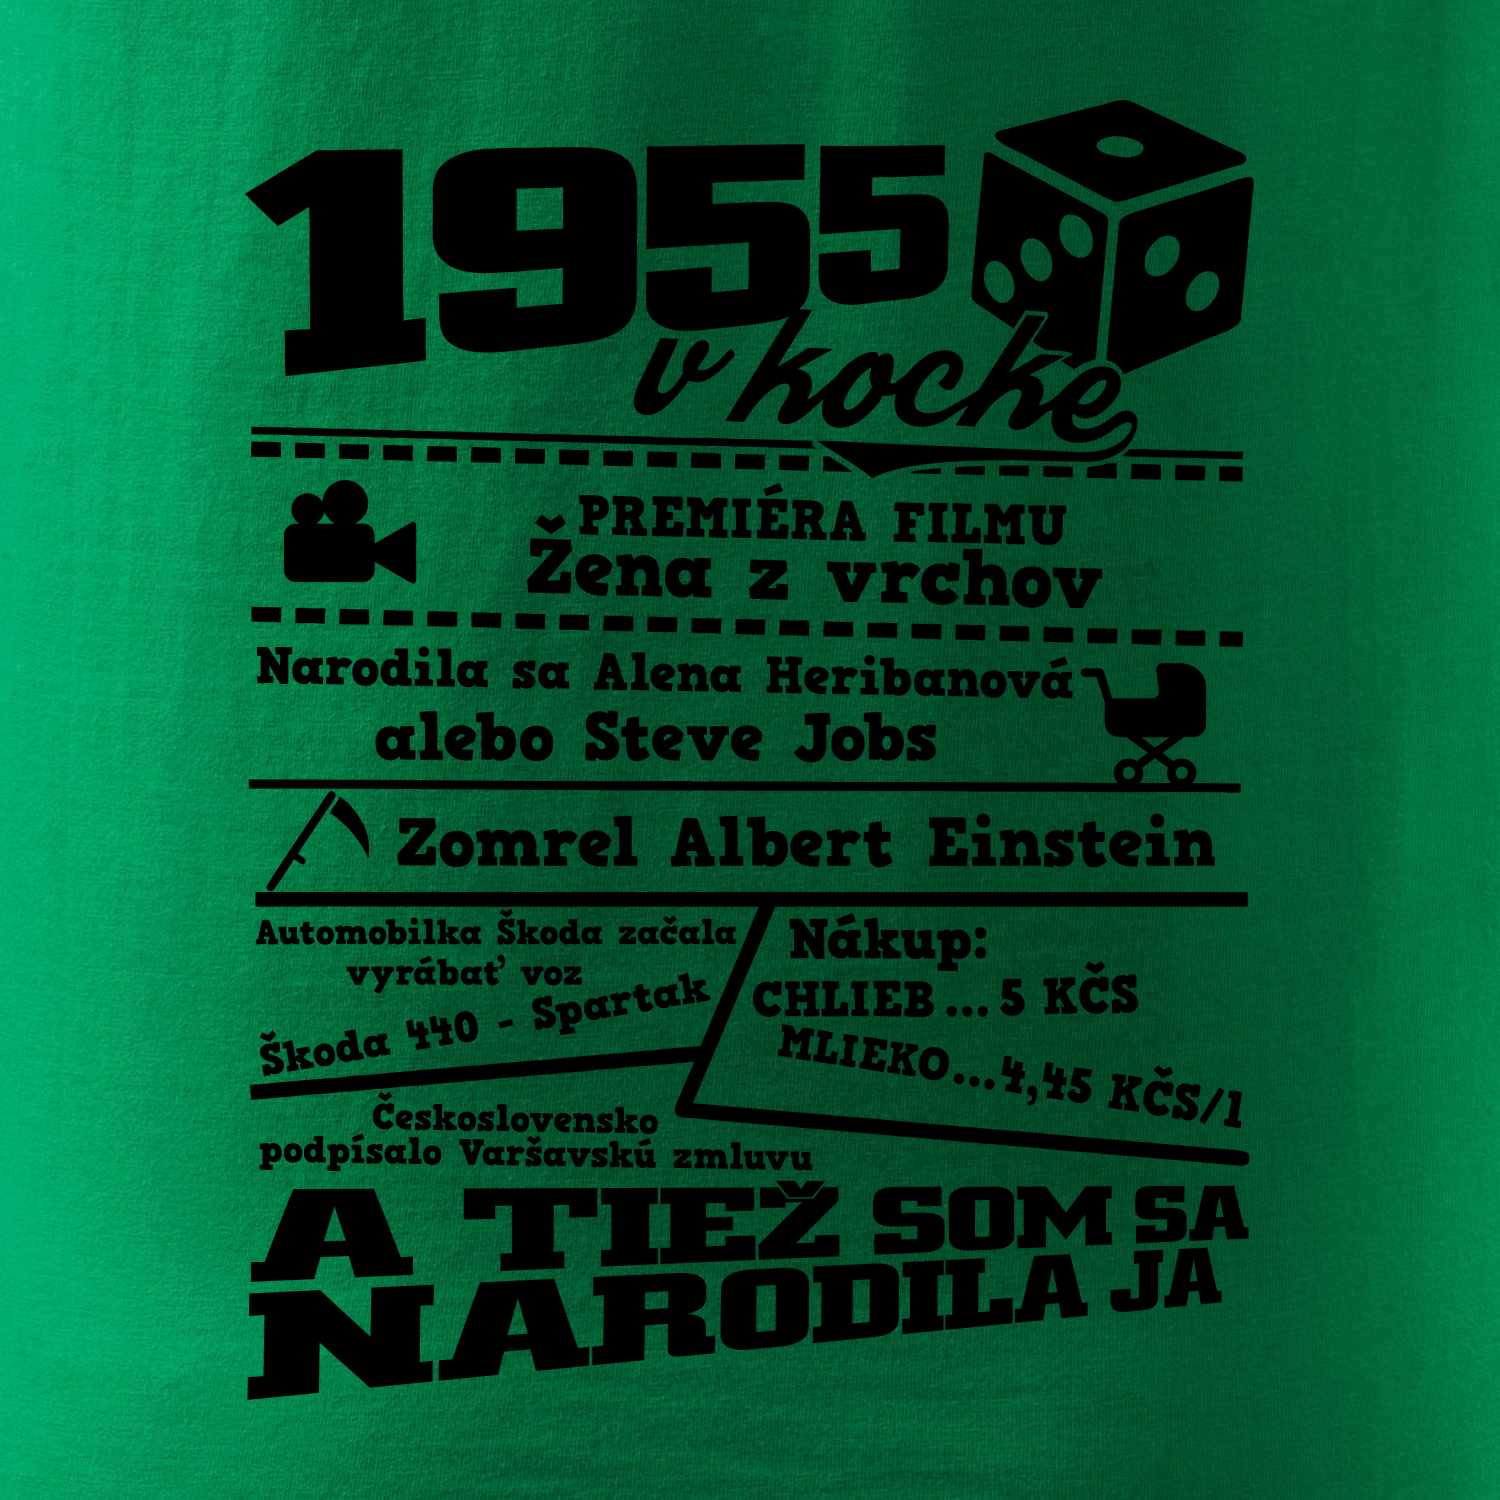 1955
v kocke
PREMIÉRA FILMU
Žena z vrchov
Narodila sa Alena Heribanová
alebo Steve Jobs
Zomrel Albert Einstein
Automobilka Škoda začala
vyrábať voz
Škoda 440 - Spartak
Nákup:
CHLIEB...5 KČS
MLIEKO...4,45 KČS/l
Československo
podpísalo Varšavskú zmluvu
A TIEŽ SOM SA
NARODILA JA